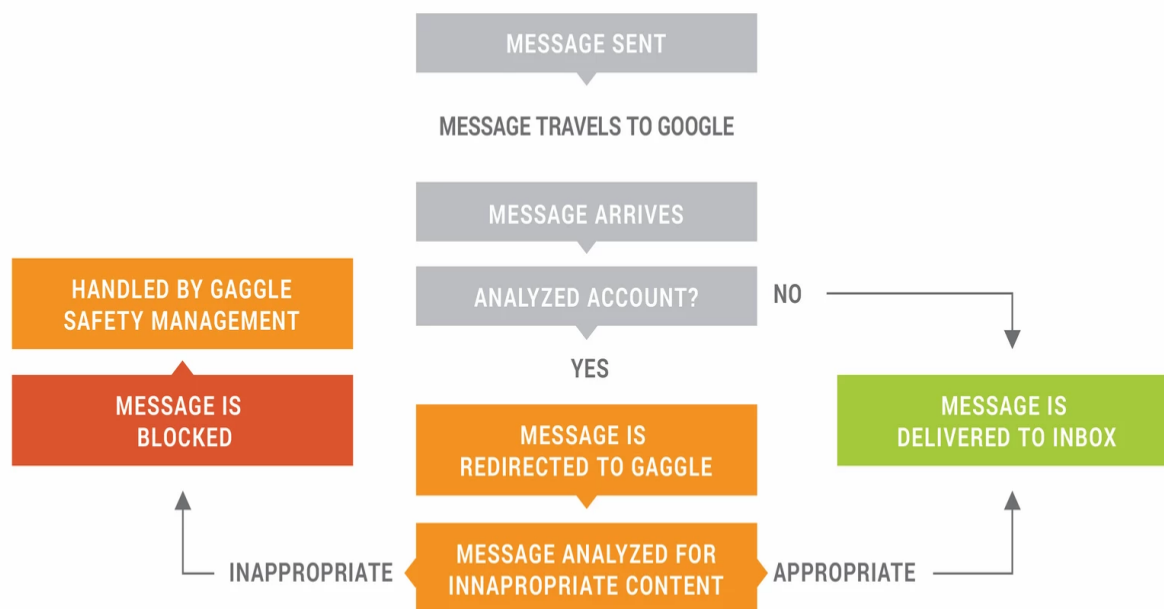 MESSAGE SENT
MESSAGE TRAVELS TO GOOGLE
MESSAGE ARRIVES
ANALYZED ACCOUNT?
NO
YES
HANDLED BY GAGGLE
SAFETY MANAGEMENT
MESSAGE IS
BLOCKED
MESSAGE IS
REDIRECTED TO GAGGLE
MESSAGE IS
DELIVERED TO INBOX
INAPPROPRIATE
MESSAGE ANALYZED FOR
INNAPROPRIATE CONTENT
APPROPRIATE